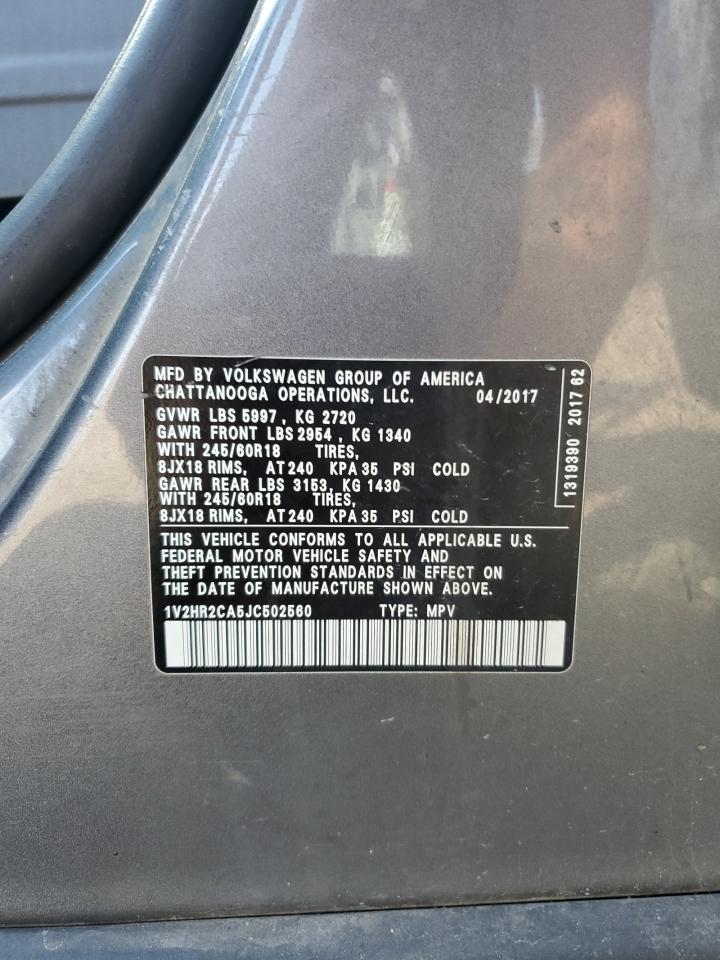 MFD BY VOLKSWAGEN GROUP OF AMERICA
CHATTANOOGA OPERATIONS, LLC. 04/2017
GVWR LBS 5997 , KG 2720
GAWR FRONT LBS 2954 , KG 1340
WITH 245/60R18 TIRES,
8JX18 RIMS, AT 240 KPA 35 PSI COLD
GAWR REAR LBS 3153, KG 1430
WITH 245/60R18 TIRES,
8JX18 RIMS, AT 240 KPA 35 PSI COLD
THIS VEHICLE CONFORMS TO ALL APPLICABLE U.S.
FEDERAL MOTOR VEHICLE SAFETY AND
THEFT PREVENTION STANDARDS IN EFFECT ON
THE DATE OF MANUFACTURE SHOWN ABOVE.
1V2HR2CA5JC502560 TYPE: MPV
1319390 2017 62